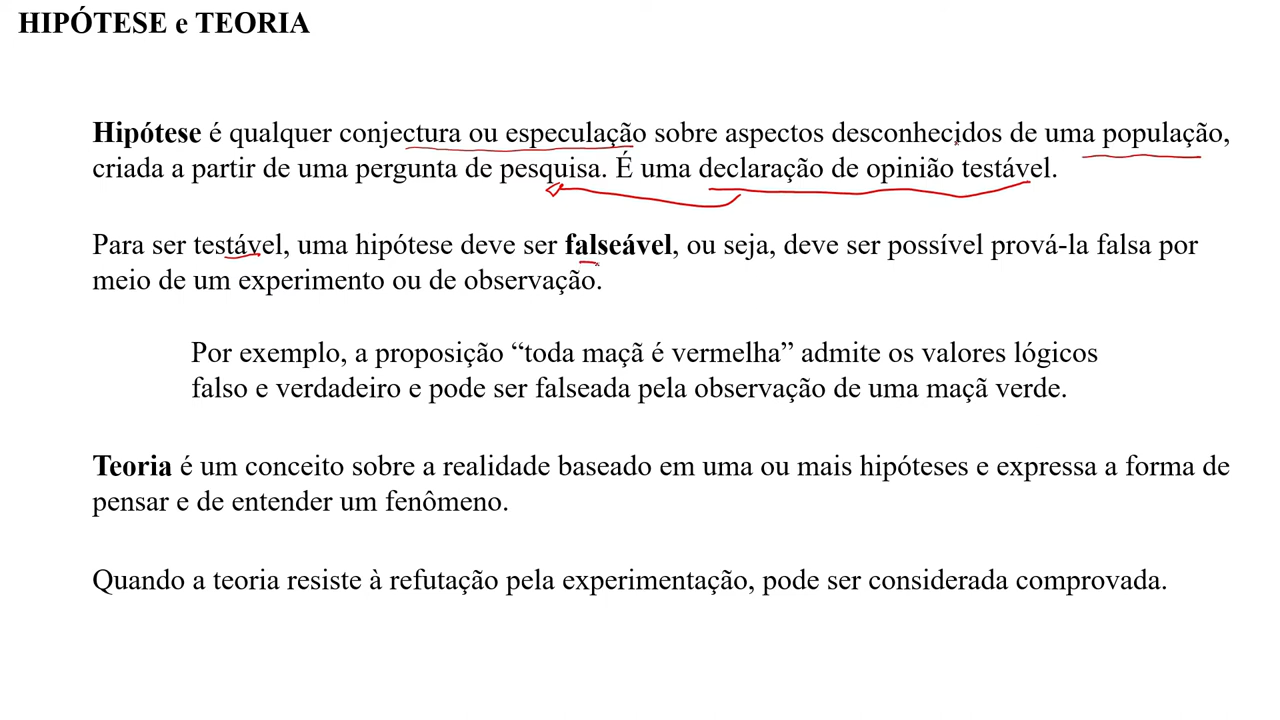 HIPÓTESE e TEORIA
Hipótese é qualquer conjectura ou especulação sobre aspectos desconhecidos de uma população,
criada a partir de uma pergunta de pesquisa. É uma declaração de opinião testável.
Para ser testável, uma hipótese deve ser falseável, ou seja, deve ser possível prová-la falsa por
meio de um experimento ou de observação.
Por exemplo, a proposição “toda maçã é vermelha” admite os valores lógicos
falso e verdadeiro e pode ser falseada pela observação de uma maçã verde.
Teoria é um conceito sobre a realidade baseado em uma ou mais hipóteses e expressa a forma de
pensar e de entender um fenômeno.
Quando a teoria resiste à refutação pela experimentação, pode ser considerada comprovada.